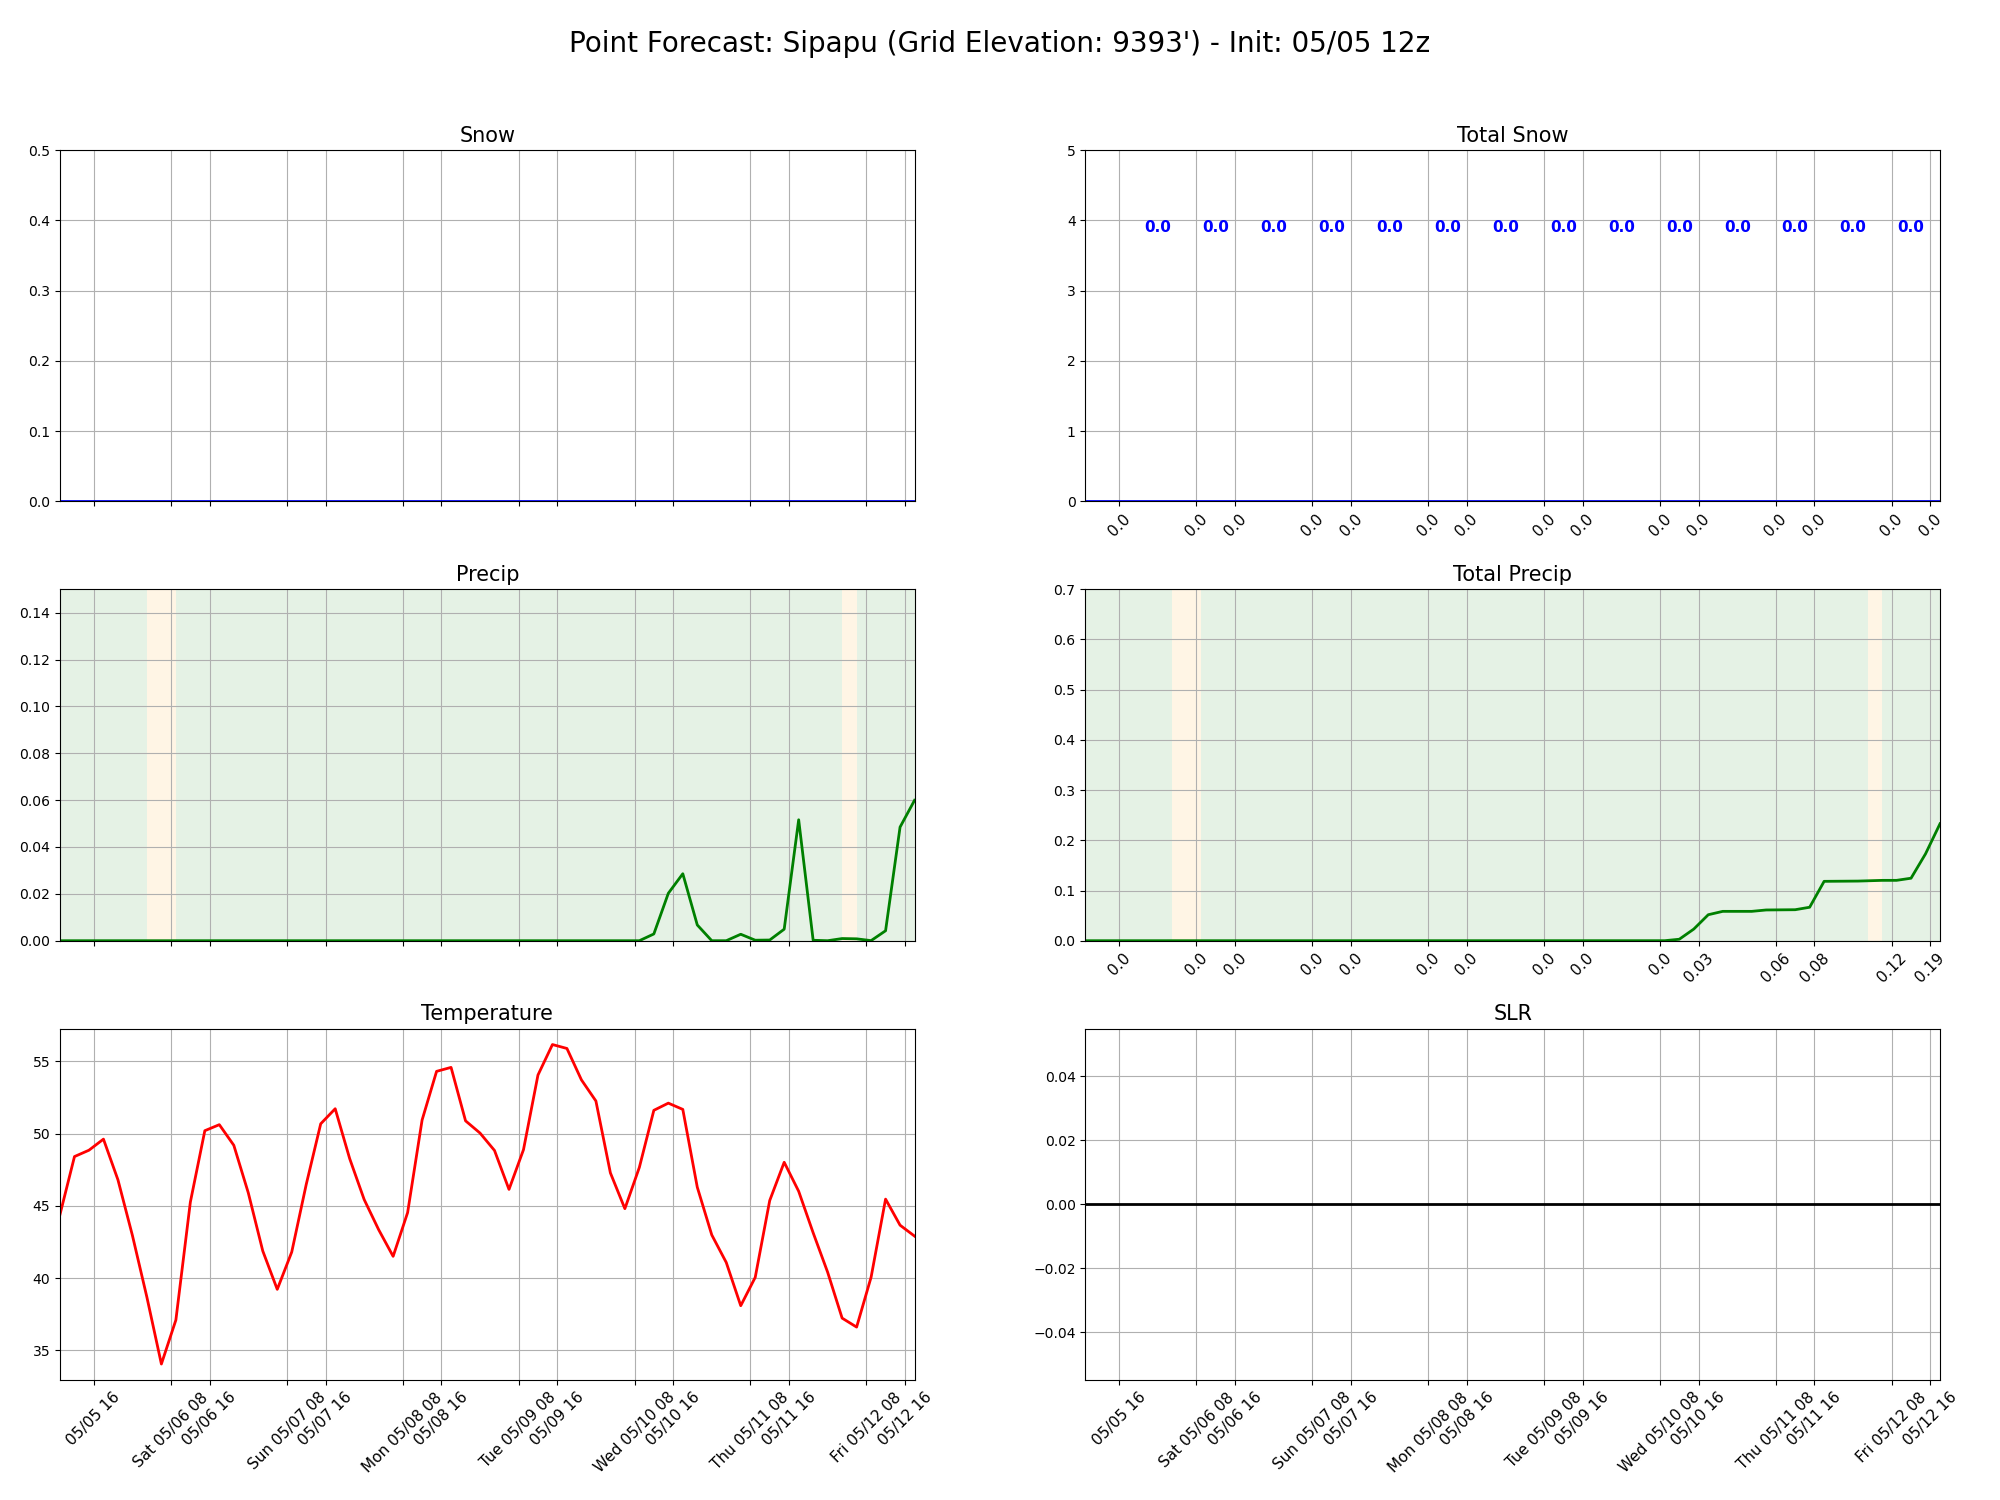 Point Forecast: Sipapu (Grid Elevation: 9393') - Init: 05/05 12z
Snow
0.5
0.4
0.3
0.2
0.1
0.0
Total Snow
5
4
3
2
1
0
0.0 0.0 0.0 0.0 0.0 0.0 0.0 0.0 0.0 0.0 0.0 0.0 0.0 0.0
0.0 0.0 0.0 0.0 0.0 0.0 0.0 0.0 0.0 0.0 0.0 0.0 0.0 0.0 0.0
Precip
0.14
0.12
0.10
0.08
0.06
0.04
0.02
0.00
Total Precip
0.7
0.6
0.5
0.4
0.3
0.2
0.1
0.0
0.0 0.0 0.0 0.0 0.0 0.0 0.0 0.0 0.0 0.0 0.03 0.06 0.08 0.12 0.19
Temperature
55
50
45
40
35
05/05 16
Sat 05/06 08
05/06 16
Sun 05/07 08
05/07 16
Mon 05/08 08
05/08 16
Tue 05/09 08
05/09 16
Wed 05/10 08
05/10 16
Thu 05/11 08
05/11 16
Fri 05/12 08
05/12 16
SLR
0.04
0.02
0.00
−0.02
−0.04
05/05 16
Sat 05/06 08
05/06 16
Sun 05/07 08
05/07 16
Mon 05/08 08
05/08 16
Tue 05/09 08
05/09 16
Wed 05/10 08
05/10 16
Thu 05/11 08
05/11 16
Fri 05/12 08
05/12 16